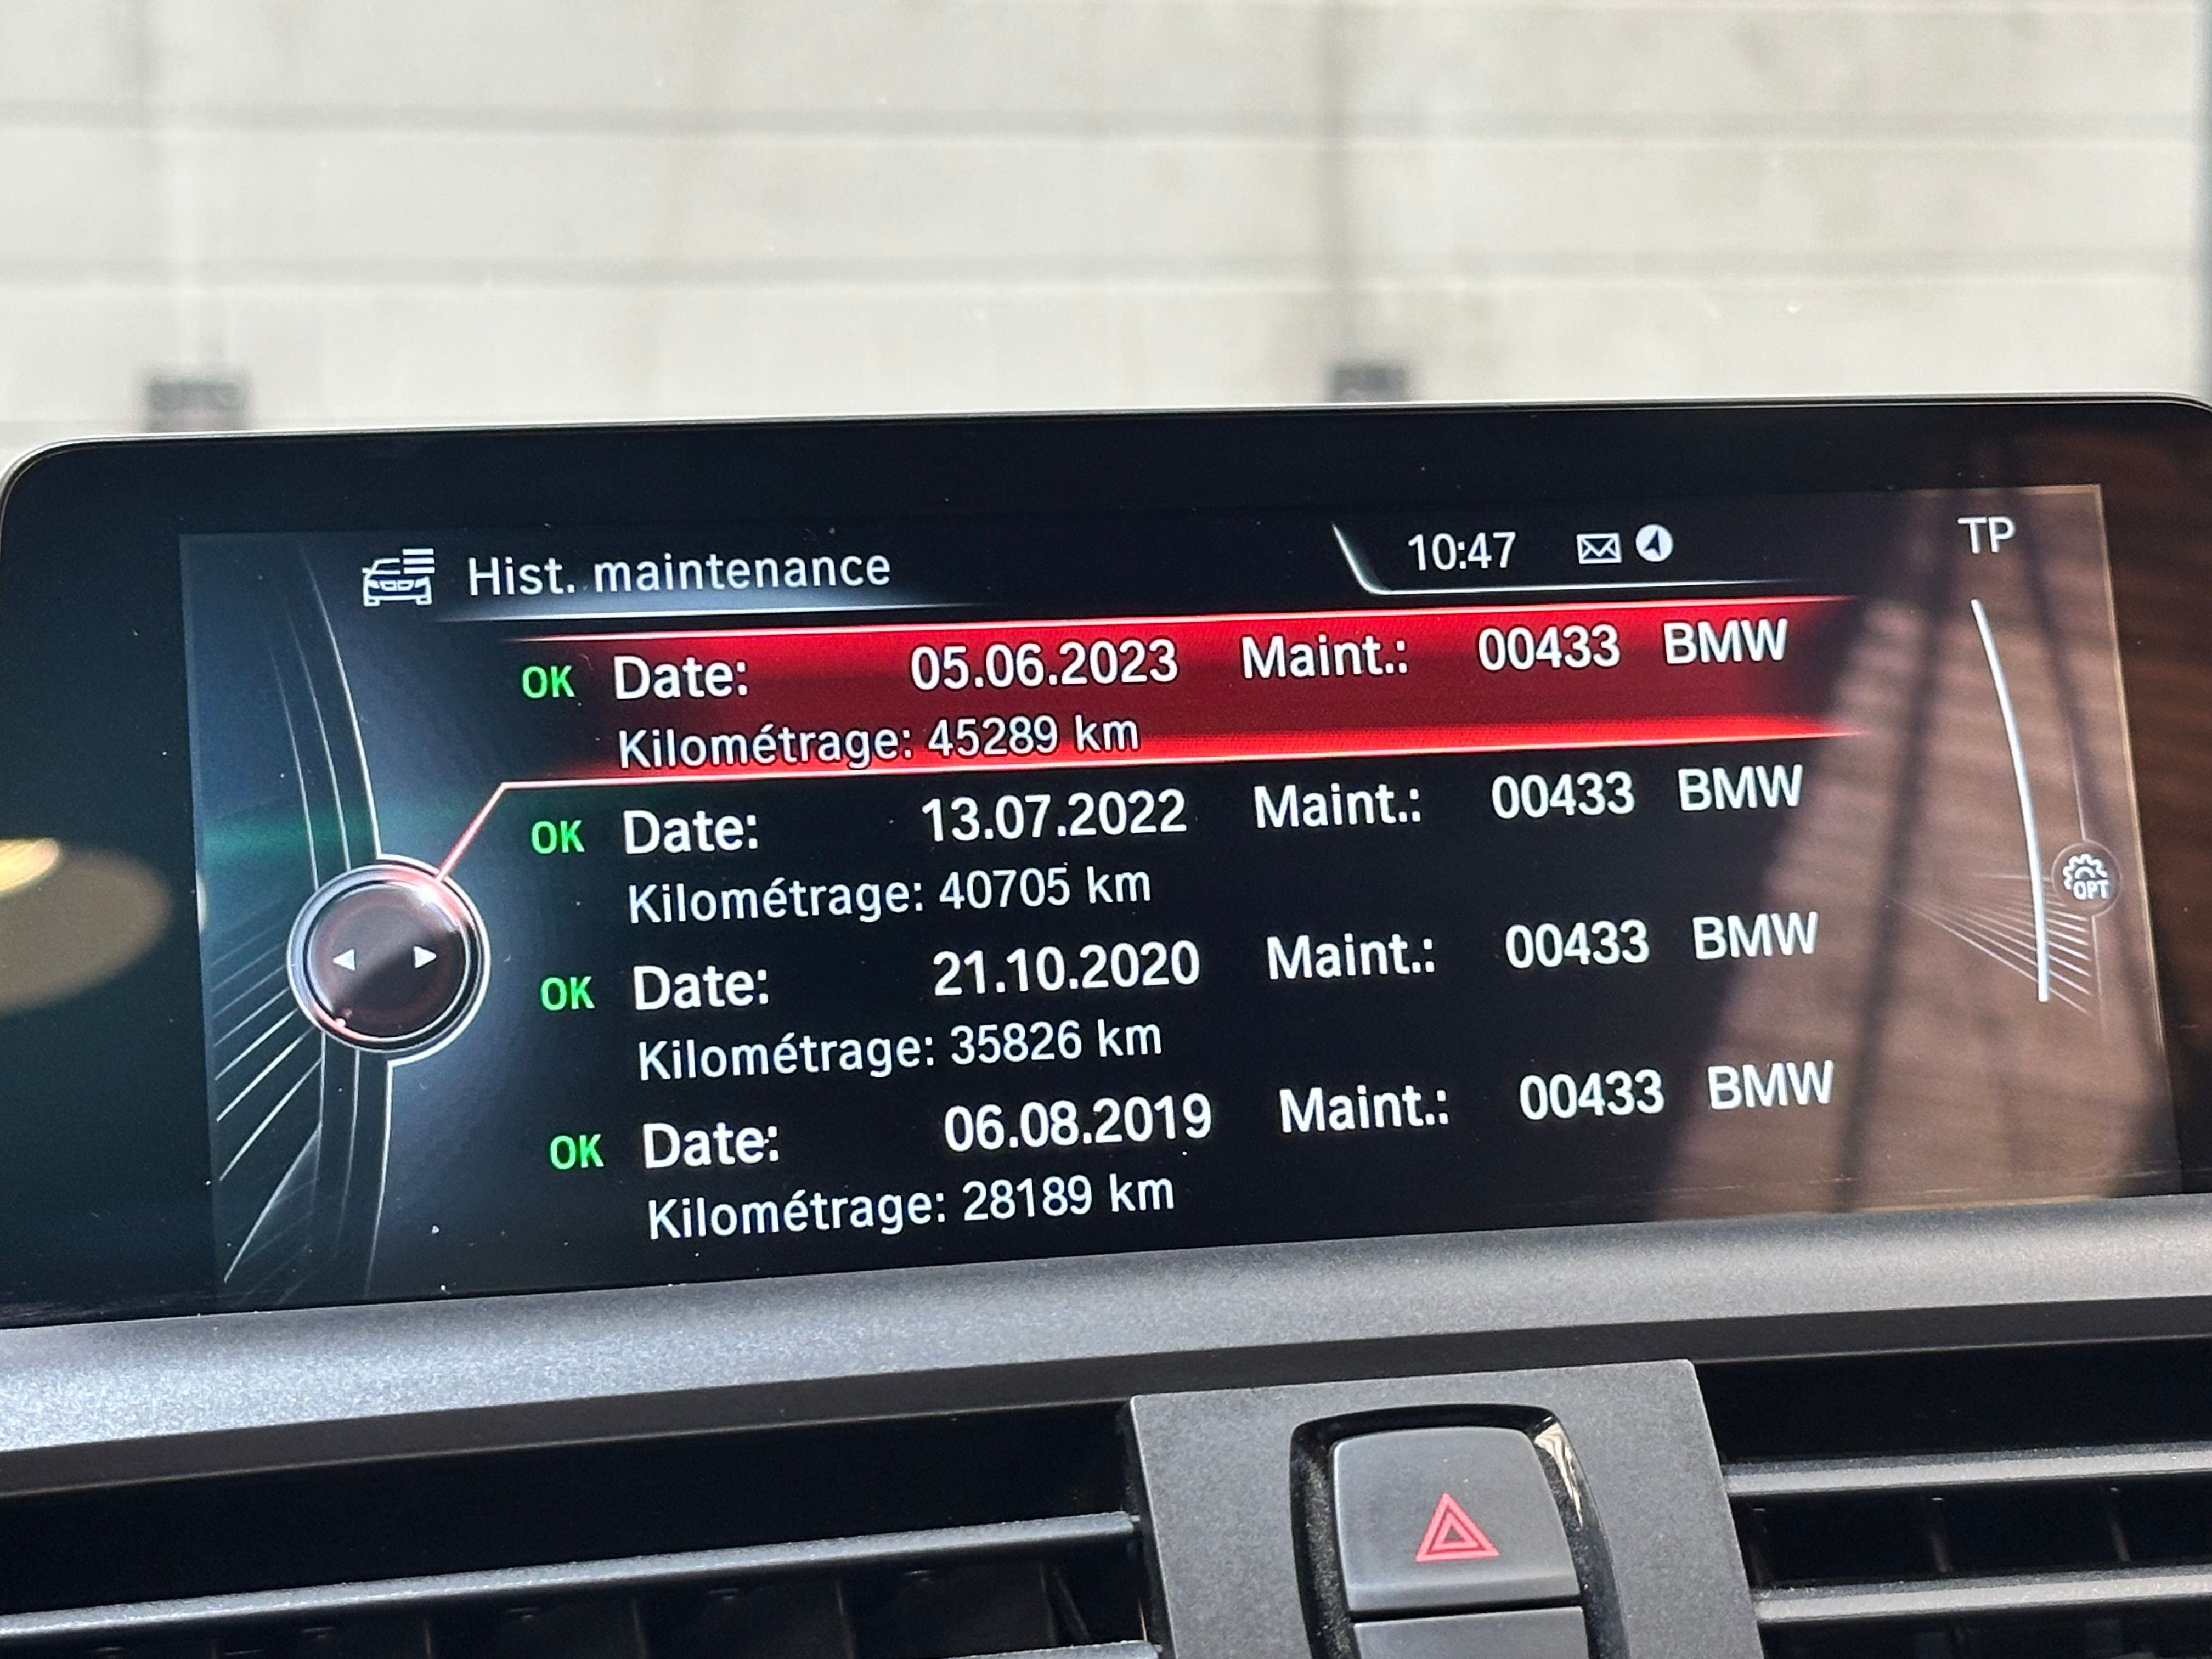 Hist. maintenance 10:47 TP
OK Date: 05.06.2023 Maint.: 00433 BMW
Kilométrage: 45289 km
OK Date: 13.07.2022 Maint.: 00433 BMW
Kilométrage: 40705 km
OPT
OK Date: 21.10.2020 Maint.: 00433 BMW
Kilométrage: 35826 km
OK Date: 06.08.2019 Maint.: 00433 BMW
Kilométrage: 28189 km